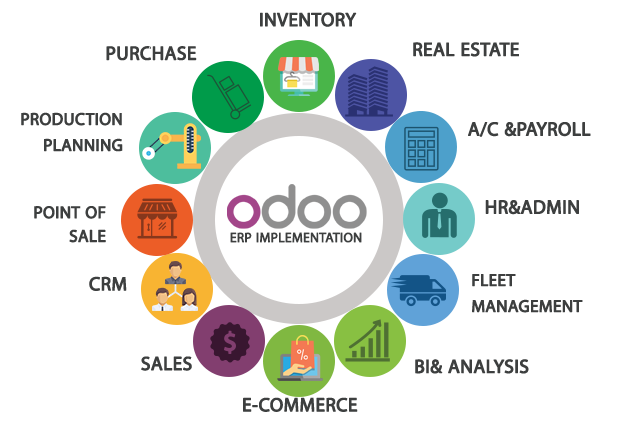 INVENTORY
REAL ESTATE
A/C &PAYROLL
HR&ADMIN
FLEET
MANAGEMENT
BI& ANALYSIS
E-COMMERCE
SALES
CRM
POINT OF
SALE
PRODUCTION
PLANNING
PURCHASE
odoo
ERP IMPLEMENTATION
$
%